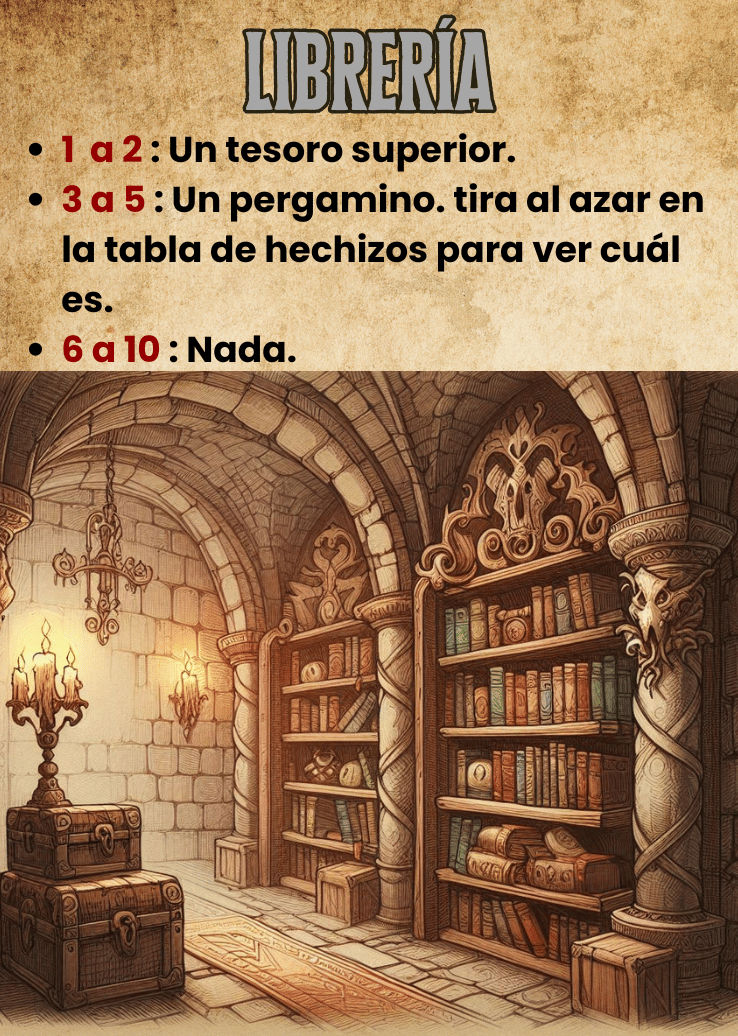 LIBRERÍA
• 1 a 2 : Un tesoro superior.
• 3 a 5 : Un pergamino. tira al azar en
la tabla de hechizos para ver cuál
es.
• 6 a 10 : Nada.